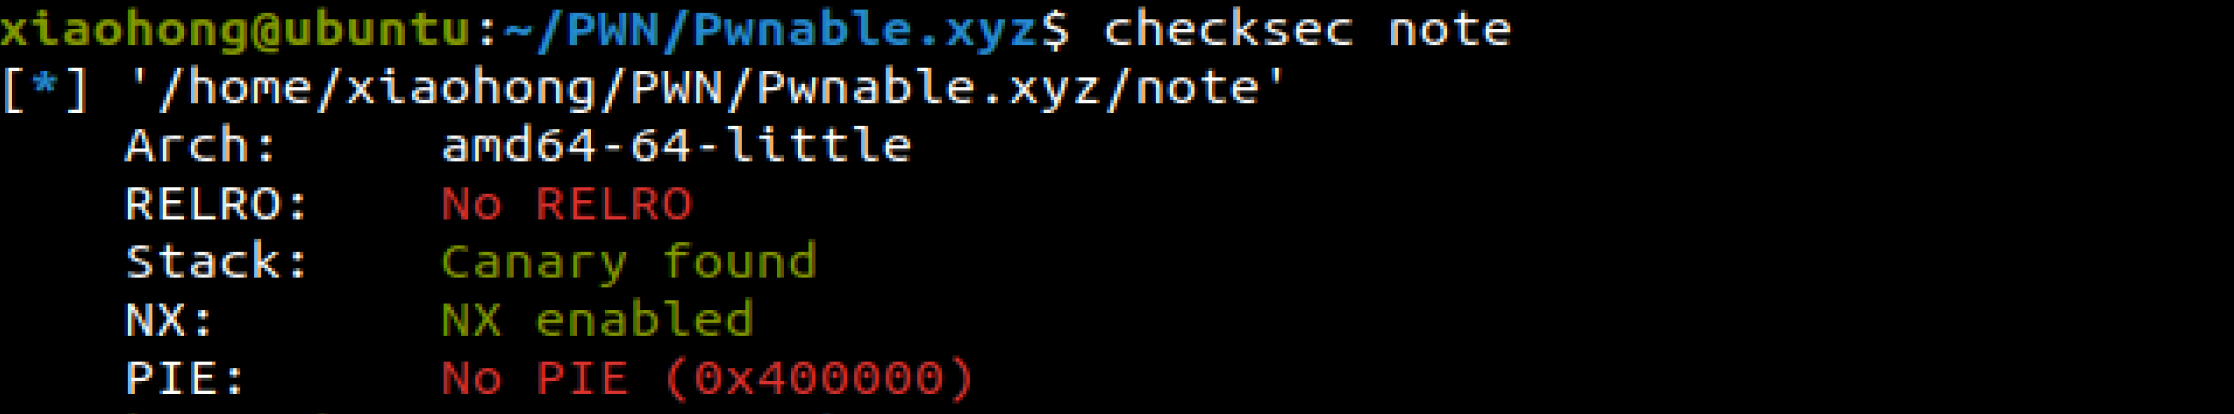 xiaohong@ubuntu:~/PWN/Pwnable.xyz$ checksec note
[*] '/home/xiaohong/PWN/Pwnable.xyz/note'
    Arch:     amd64-64-little
    RELRO:    No RELRO
    Stack:    Canary found
    NX:       NX enabled
    PIE:      No PIE (0x400000)